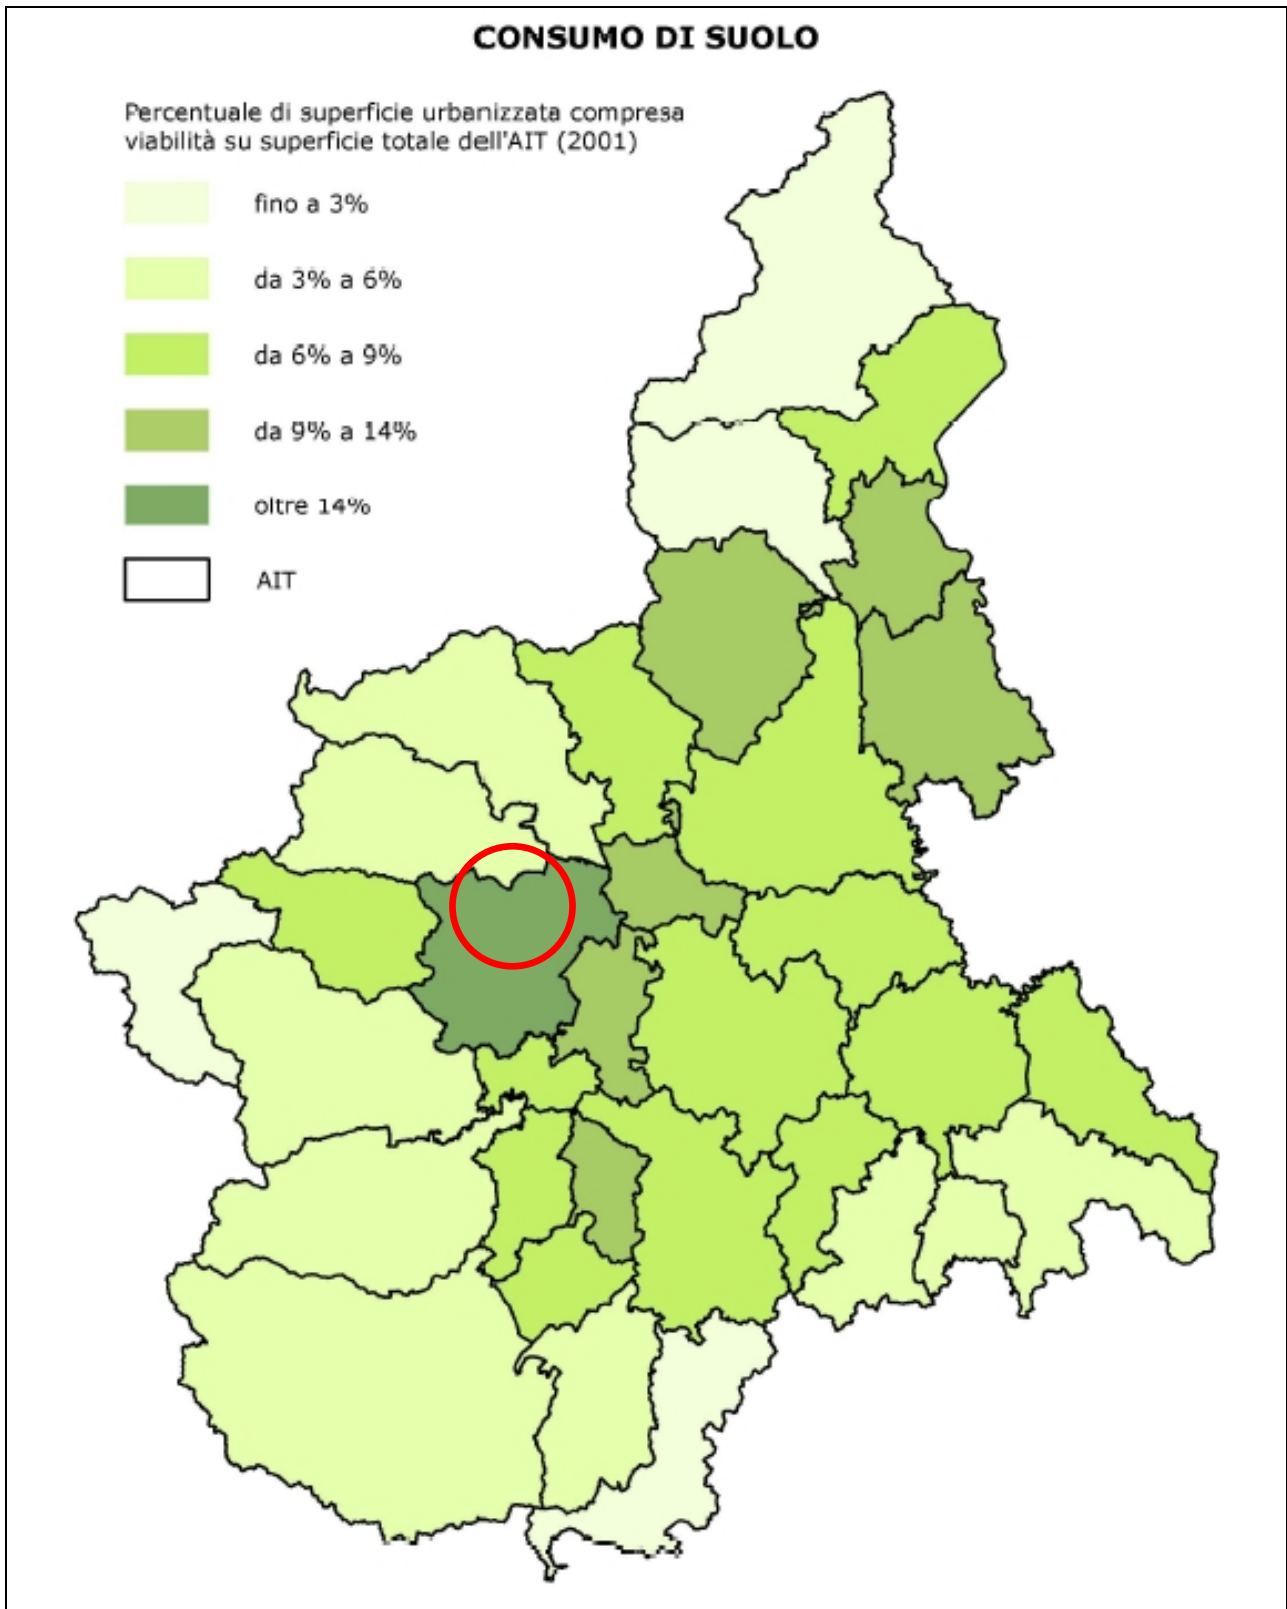 CONSUMO DI SUOLO
Percentuale di superficie urbanizzata compresa
viabilità su superficie totale dell'AIT (2001)
fino a 3%
da 3% a 6%
da 6% a 9%
da 9% a 14%
oltre 14%
AIT